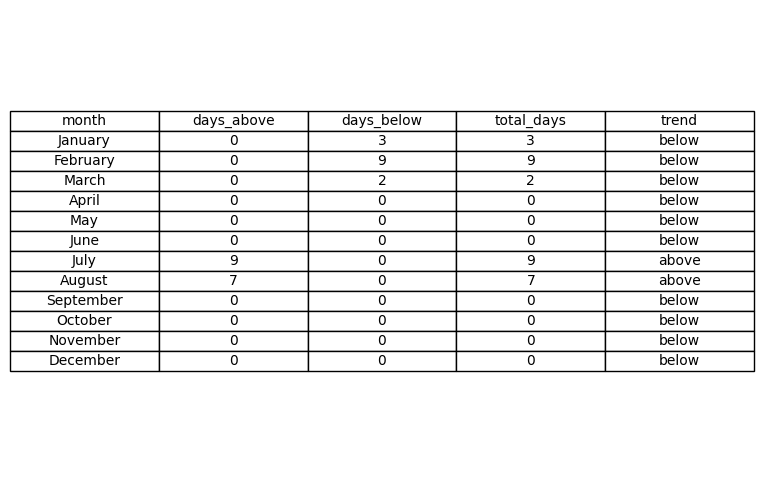 month days_above days_below total_days trend
January 0 3 3 below
February 0 9 9 below
March 0 2 2 below
April 0 0 0 below
May 0 0 0 below
June 0 0 0 below
July 9 0 9 above
August 7 0 7 above
September 0 0 0 below
October 0 0 0 below
November 0 0 0 below
December 0 0 0 below